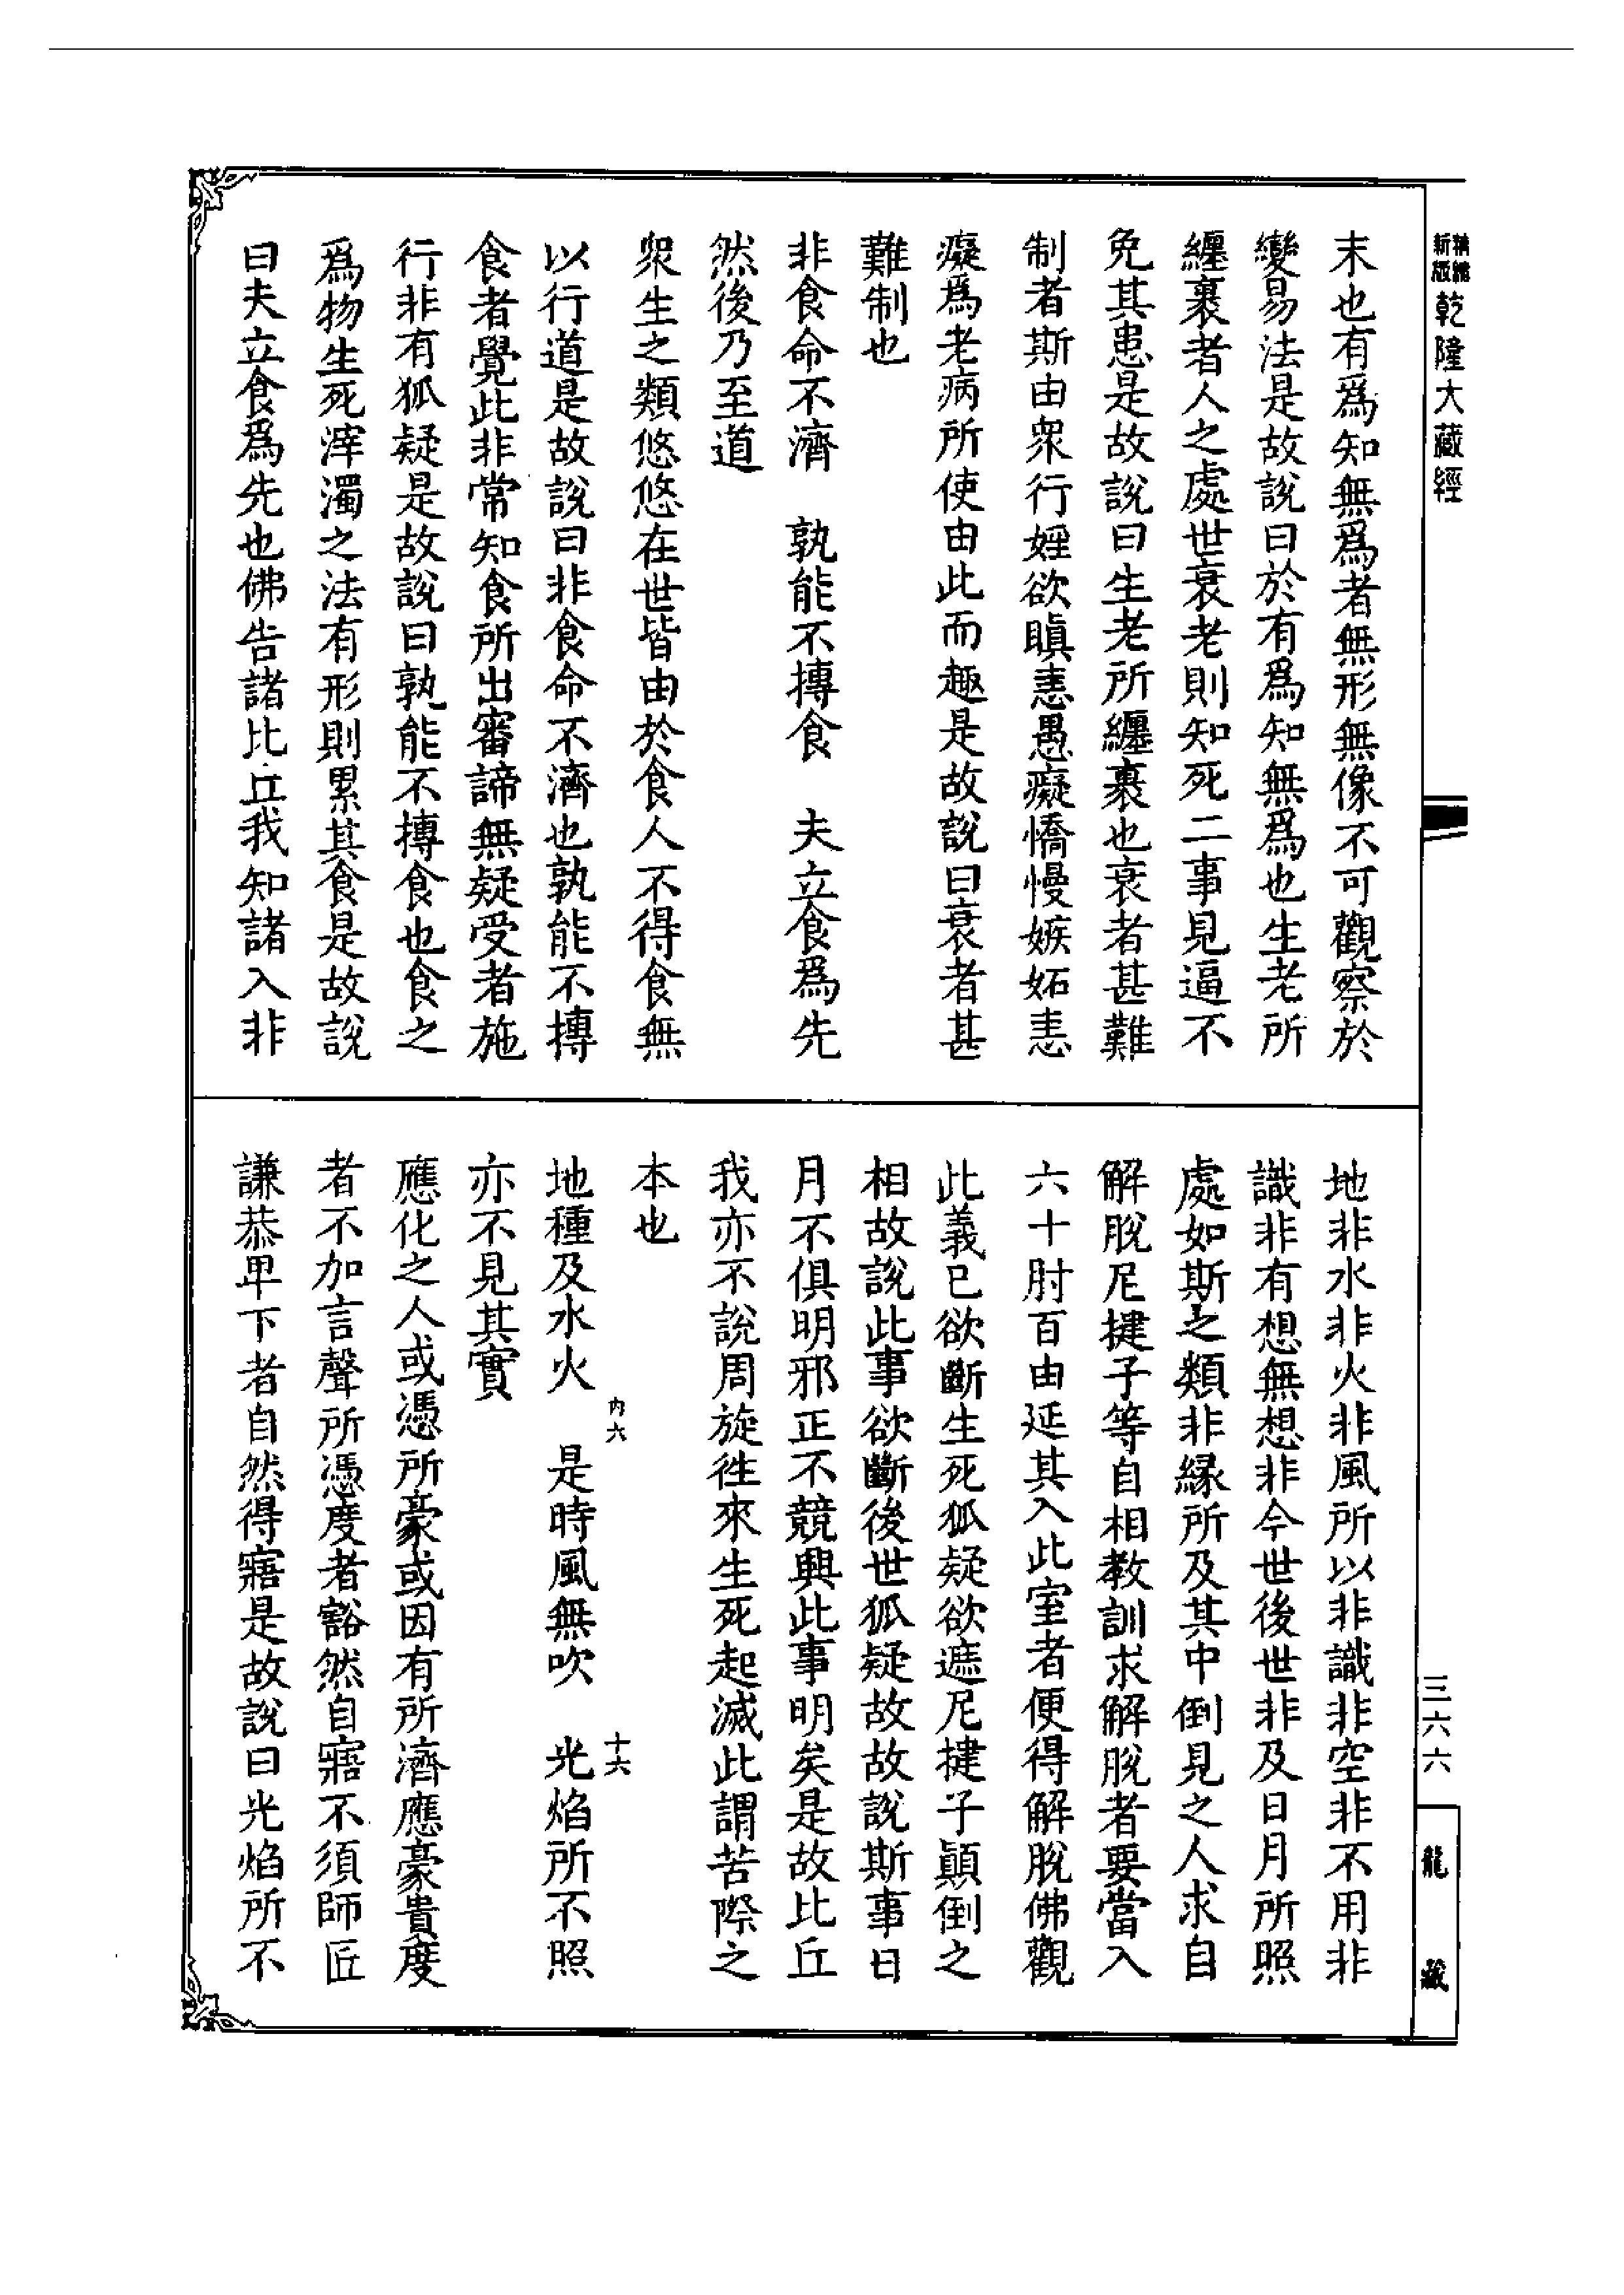 新版精縮乾隆大藏經
末也有爲知無爲者無形無像不可觀察於
變易法是故說曰於有爲知無爲也生老所
纏裹者人之處世衰老則知死二事見逼不
免其患是故說曰生老所纏裹也衰者甚難
制者斯由衆行婬欲瞋恚愚癡憍慢嫉妬恚
癡爲老病所使由此而趣是故說曰衰者甚
難制也
非食命不濟　孰能不摶食　夫立食爲先
然後乃至道
衆生之類悠悠在世皆由於食人不得食無
以行道是故說曰非食命不濟也孰能不摶
食者覺此非常知食所出審諦無疑受者施
行非有狐疑是故說曰孰能不摶食也食之
爲物生死滓濁之法有形則累其食是故說
曰夫立食爲先也佛告諸比丘我知諸入非
地非水非火非風所以非識非空非不用非
識非有想無想非今世後世非及日月所照
處如斯之類非緣所及其中倒見之人求自
解脫尼揵子等自相教訓求解脫者要當入
六十肘百由延其入此室者便得解脫佛觀
此義已欲斷生死狐疑欲遮尼揵子顚倒之
相故說此事欲斷後世狐疑故故說斯事日
月不俱明邪正不競興此事明矣是故比丘
我亦不說周旋徃來生死起滅此謂苦際之
本也
内六　十六
地種及水火　是時風無吹　光焰所不照
亦不見其實
應化之人或憑所豪或因有所濟應豪貴度
者不加言聲所憑度者豁然自寤不須師匠
謙恭卑下者自然得寤是故說曰光焰所不
三六六
龍藏